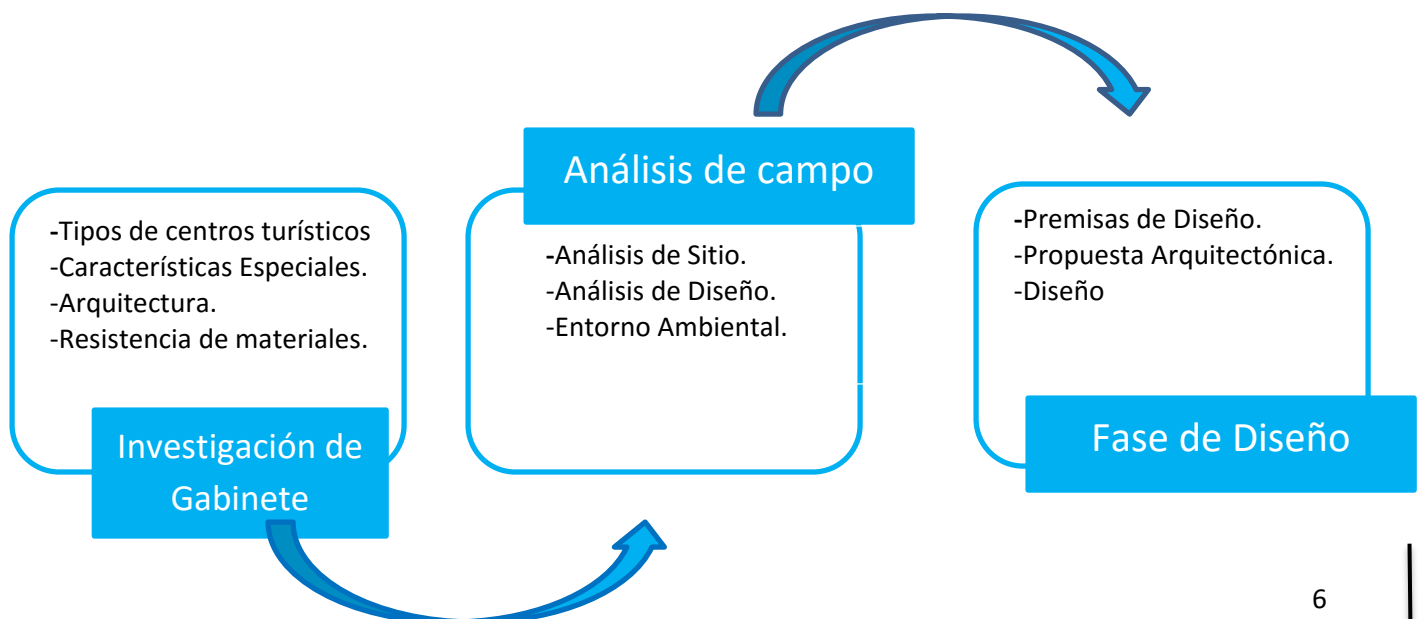 -Tipos de centros turísticos
-Características Especiales.
-Arquitectura.
-Resistencia de materiales.
Investigación de
Gabinete
Análisis de campo
-Análisis de Sitio.
-Análisis de Diseño.
-Entorno Ambiental.
-Premisas de Diseño.
-Propuesta Arquitectónica.
-Diseño
Fase de Diseño
6